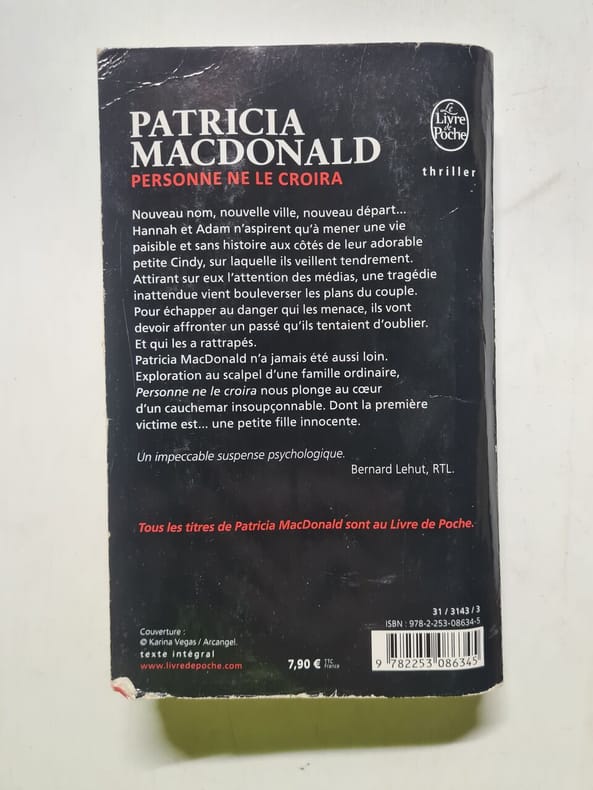 PATRICIA
MACDONALD
PERSONNE NE LE CROIRA
Le
Livre
de
Poche
thriller
Nouveau nom, nouvelle ville, nouveau départ...
Hannah et Adam n'aspirent qu'à mener une vie
paisible et sans histoire aux côtés de leur adorable
petite Cindy, sur laquelle ils veillent tendrement.
Attirant sur eux l'attention des médias, une tragédie
inattendue vient bouleverser les plans du couple.
Pour échapper au danger qui les menace, ils vont
devoir affronter un passé qu'ils tentaient d'oublier.
Et qui les a rattrapés.
Patricia MacDonald n'a jamais été aussi loin.
Exploration au scalpel d'une famille ordinaire,
Personne ne le croira nous plonge au cœur
d'un cauchemar insoupçonnable. Dont la première
victime est... une petite fille innocente.
Un impeccable suspense psychologique.
Bernard Lehut, RTL.
Tous les titres de Patricia MacDonald sont au Livre de Poche.
Couverture :
© Karina Vegas / Arcangel.
texte intégral
www.livredepoche.com
7,90 € TTC
France
31 / 3143 / 3
ISBN : 978-2-253-08634-5
9 782253 086345